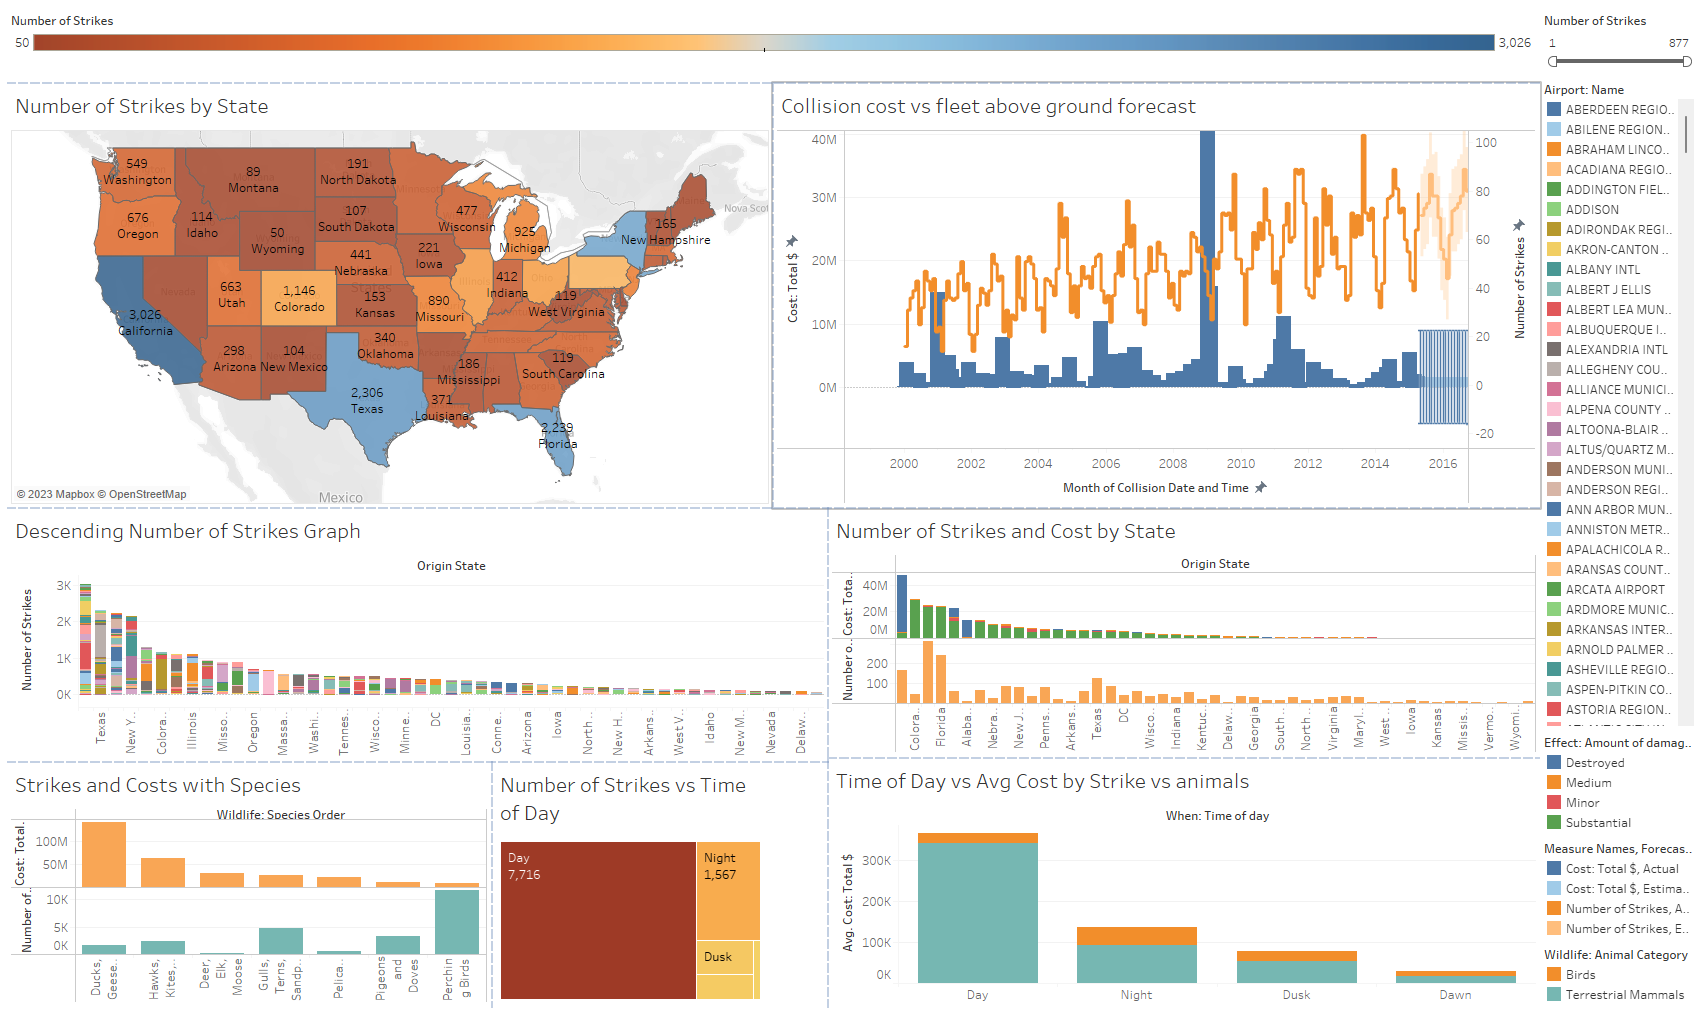 Number of Strikes
50
3,026
Number of Strikes
1
877
Number of Strikes by State
549
Washington
89
Montana
191
North Dakota
676
Oregon
114
Idaho
107
South Dakota
477
Wisconsin
925
Michigan
165
New Hampshire
50
Wyoming
221
Iowa
441
Nebraska
663
Utah
1,146
Colorado
153
Kansas
890
Missouri
412
Indiana
119
West Virginia
Nevada
3,026
California
298
Arizona
104
New Mexico
340
Oklahoma
186
Mississippi
119
South Carolina
2,306
Texas
371
Louisiana
2,239
Florida
Nova Scot
Mexico
© 2023 Mapbox © OpenStreetMap
Collision cost vs fleet above ground forecast
Cost: Total $
40M
30M
20M
10M
0M
100
80
60
40
20
0
-20
Number of Strikes
2000
2002
2004
2006
2008
2010
2012
2014
2016
Month of Collision Date and Time
Descending Number of Strikes Graph
Origin State
Number of Strikes
3K
2K
1K
0K
Texas
New Y..
Colora..
Illinois
Misso..
Oregon
Massa..
Washi..
Tennes..
Wisco..
Minne..
DC
Louisia..
Conne..
Arizona
Iowa
North ..
New H..
Arkans..
West V..
Idaho
New M..
Nevada
Delaw..
Number of Strikes and Cost by State
Origin State
Cost: Tota..
40M
20M
0M
Number o..
200
100
Colora..
Florida
Alaba..
Nebra..
New J..
Penns..
Arkans..
Texas
DC
Wisco..
Indiana
Kentuc..
Delaw..
Georgia
South ..
North ..
Virginia
Maryl..
West ..
Iowa
Kansas
Missis..
Vermo..
Wyomi..
Strikes and Costs with Species
Wildlife: Species Order
Cost: Total.
100M
50M
Number of..
10K
5K
0K
Ducks, Geese..
Hawks, Kites,..
Deer, Elk, Moose
Gulls, Terns, Sandp..
Pelica..
Pigeons and Doves
Perching Birds
Number of Strikes vs Time
of Day
Day
7,716
Night
1,567
Dusk
Time of Day vs Avg Cost by Strike vs animals
When: Time of day
Avg. Cost: Total $
300K
200K
100K
0K
Day
Night
Dusk
Dawn
Airport: Name
ABERDEEN REGIO..
ABILENE REGION..
ABRAHAM LINCO..
ACADIANA REGIO..
ADDINGTON FIEL..
ADDISON
ADIRONDAK REGI..
AKRON-CANTON ..
ALBANY INTL
ALBERT J ELLIS
ALBERT LEA MUN..
ALBUQUERQUE I..
ALEXANDRIA INTL
ALLEGHENY COU..
ALLIANCE MUNICI..
ALPENA COUNTY ..
ALTOONA-BLAIR ..
ALTUS/QUARTZ M..
ANDERSON MUNI..
ANDERSON REGI..
ANN ARBOR MUN..
ANNISTON METR..
APALACHICOLA R..
ARANSAS COUNT..
ARCATA AIRPORT
ARDMORE MUNIC..
ARKANSAS INTER..
ARNOLD PALMER ..
ASHEVILLE REGIO..
ASPEN-PITKIN CO..
ASTORIA REGION..
Effect: Amount of damag..
Destroyed
Medium
Minor
Substantial
Measure Names, Forecas..
Cost: Total $, Actual
Cost: Total $, Estima..
Number of Strikes, A..
Number of Strikes, E..
Wildlife: Animal Category
Birds
Terrestrial Mammals